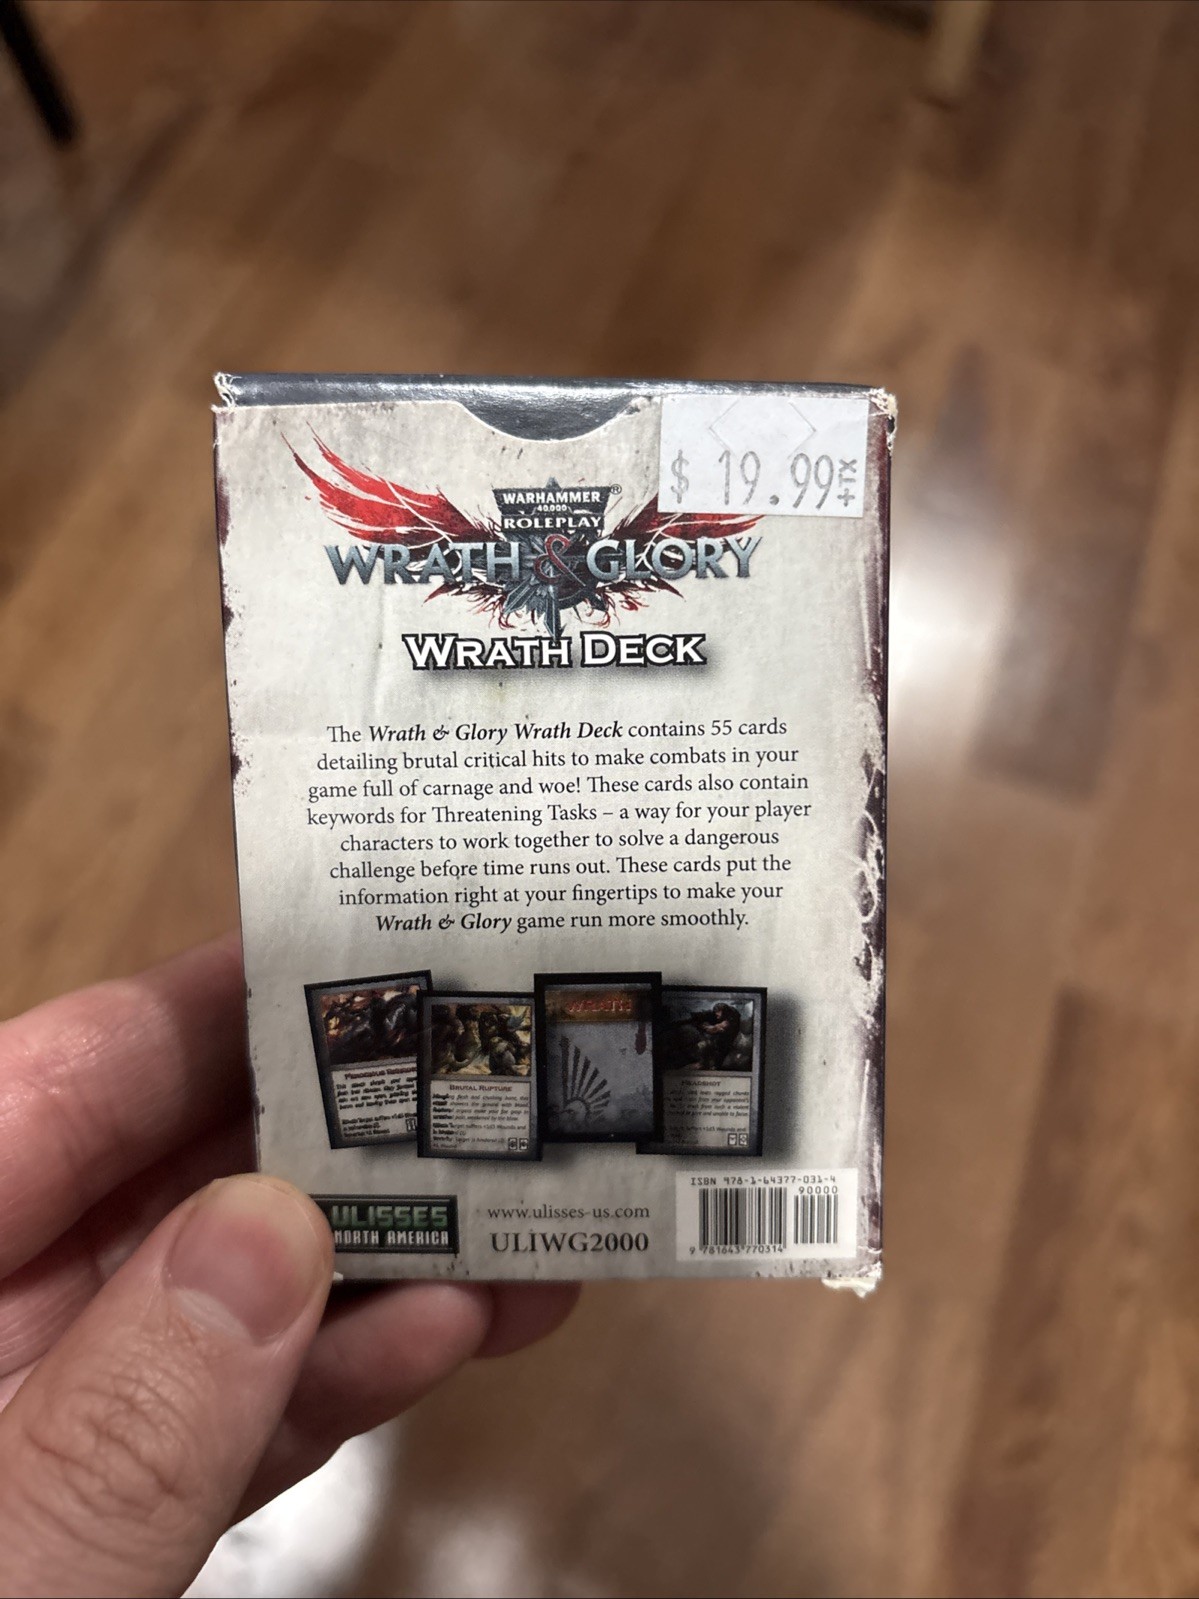 $ 19.99 +TX
WARHAMMER®
40,000
ROLEPLAY
WRATH & GLORY
WRATH DECK
The Wrath & Glory Wrath Deck contains 55 cards
detailing brutal critical hits to make combats in your
game full of carnage and woe! These cards also contain
keywords for Threatening Tasks – a way for your player
characters to work together to solve a dangerous
challenge before time runs out. These cards put the
information right at your fingertips to make your
Wrath & Glory game run more smoothly.
WRATH
BRUTAL RUPTURE
HEADSHOT
ULISSES
NORTH AMERICA
www.ulisses-us.com
ULIWG2000
ISBN 978-1-64377-031-4
90000
9 781643 770314